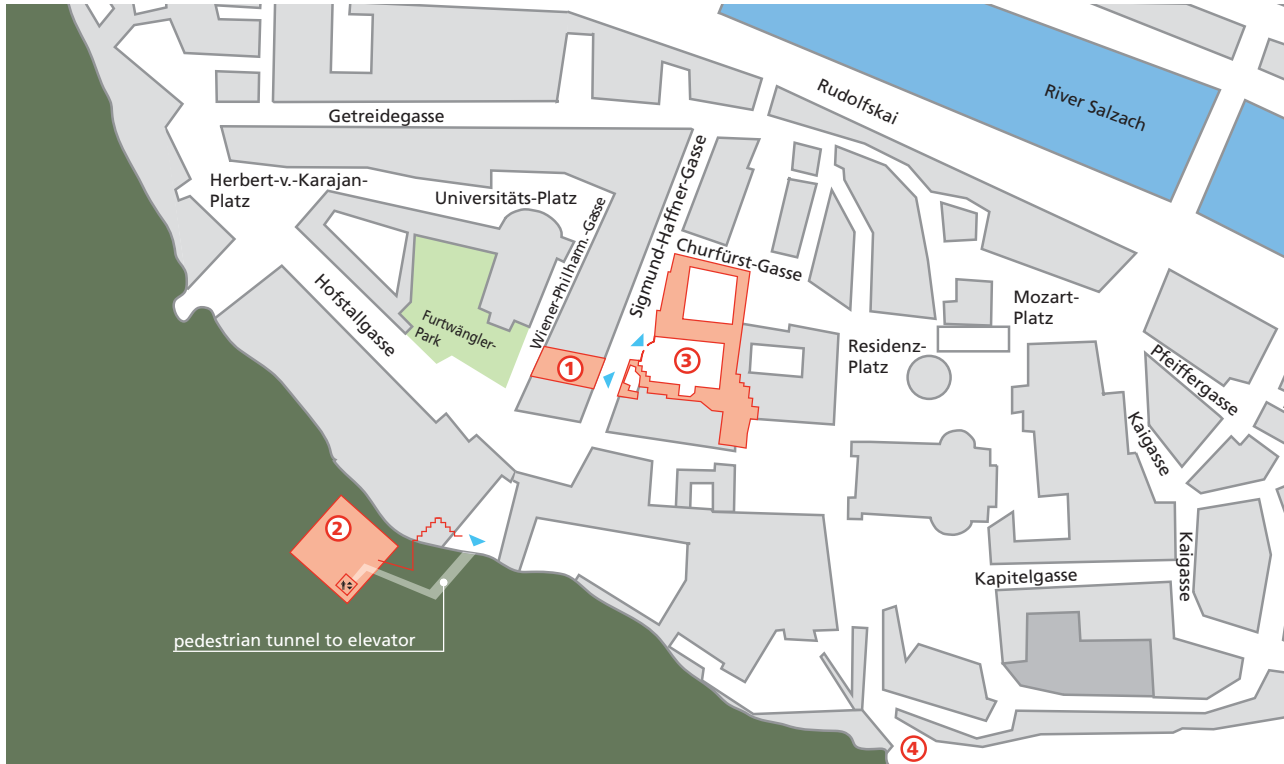 River Salzach
Rudolfskai
Getreidegasse
Herbert-v.-Karajan-
Platz
Universitäts-Platz
Wiener-Philharm.-Gasse
Sigmund-Haffner-Gasse
Churfürst-Gasse
Hofstallgasse
Furtwängler-
Park
Mozart-
Platz
Residenz-
Platz
Pfeiffergasse
Kaigasse
1
3
2
Kaigasse
Kapitelgasse
pedestrian tunnel to elevator
4